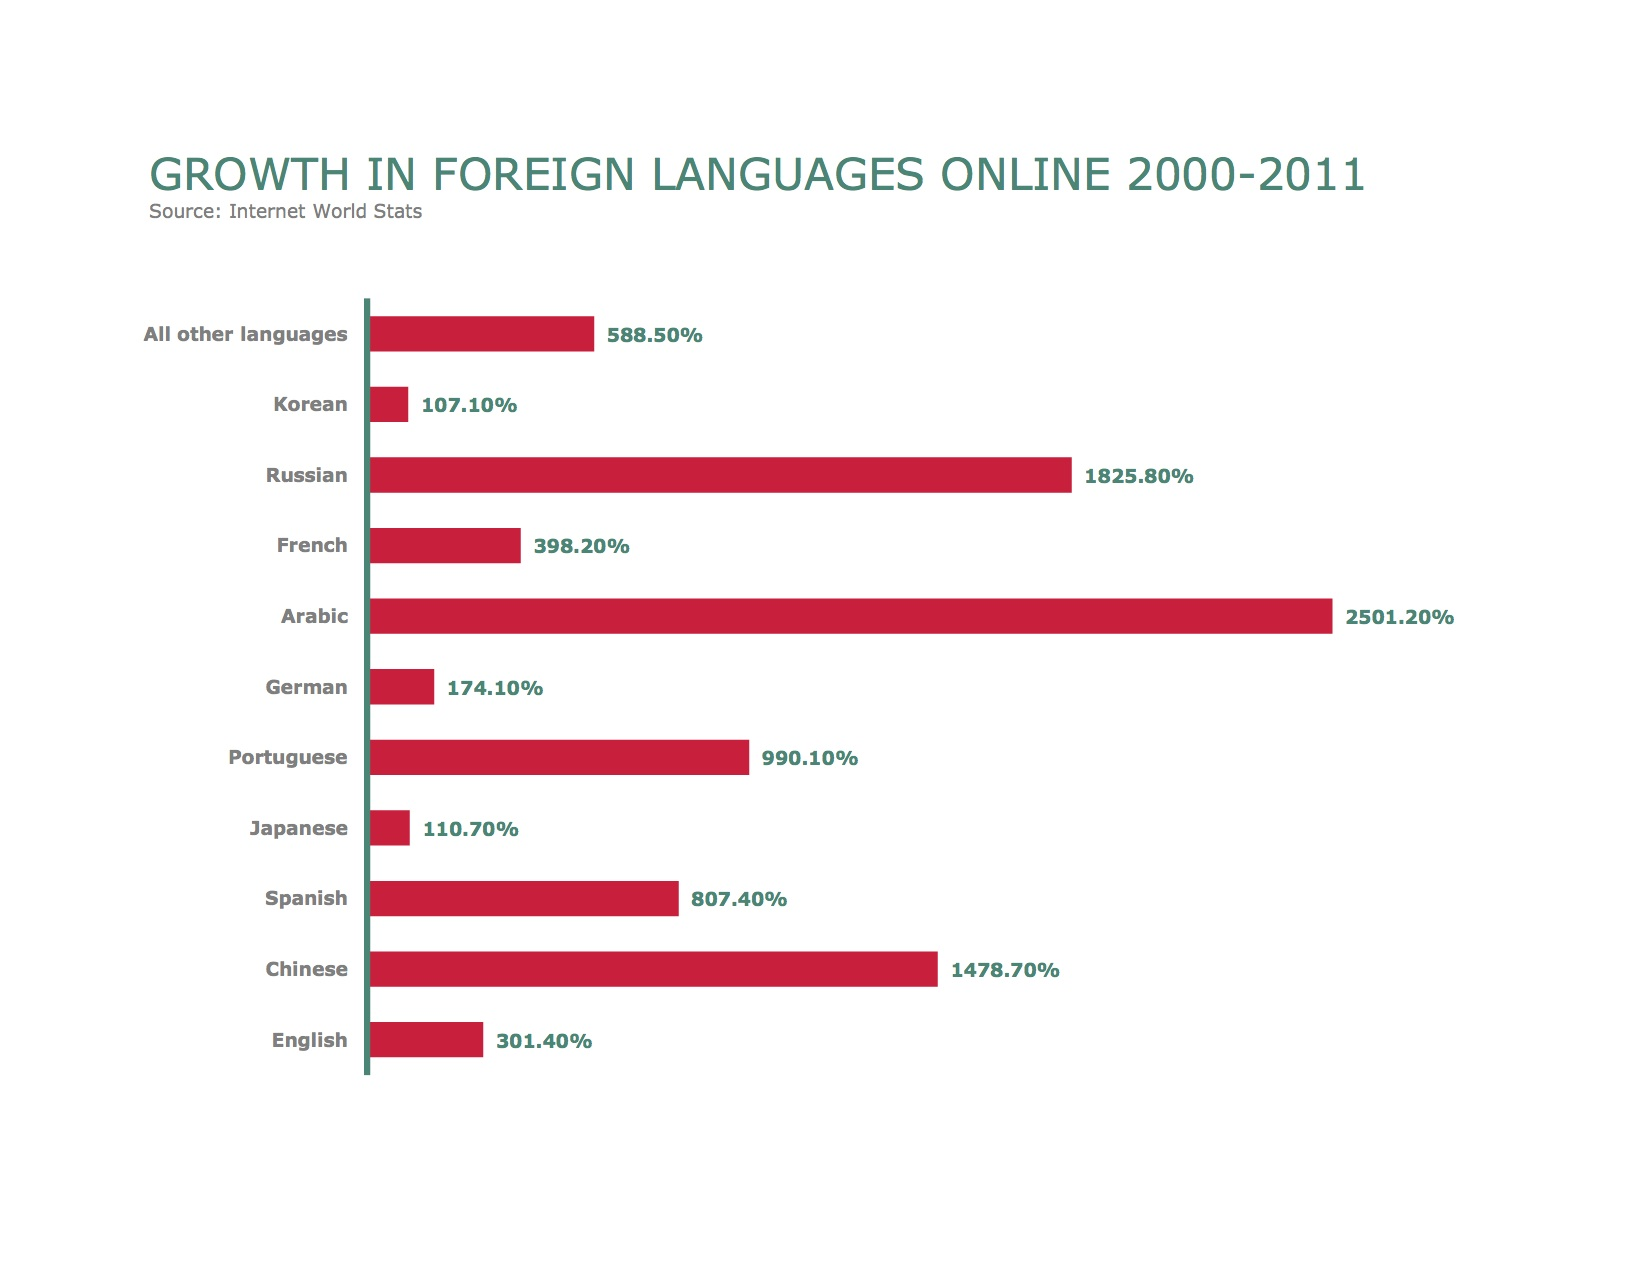 GROWTH IN FOREIGN LANGUAGES ONLINE 2000-2011
Source: Internet World Stats
All other languages 588.50%
Korean 107.10%
Russian 1825.80%
French 398.20%
Arabic 2501.20%
German 174.10%
Portuguese 990.10%
Japanese 110.70%
Spanish 807.40%
Chinese 1478.70%
English 301.40%